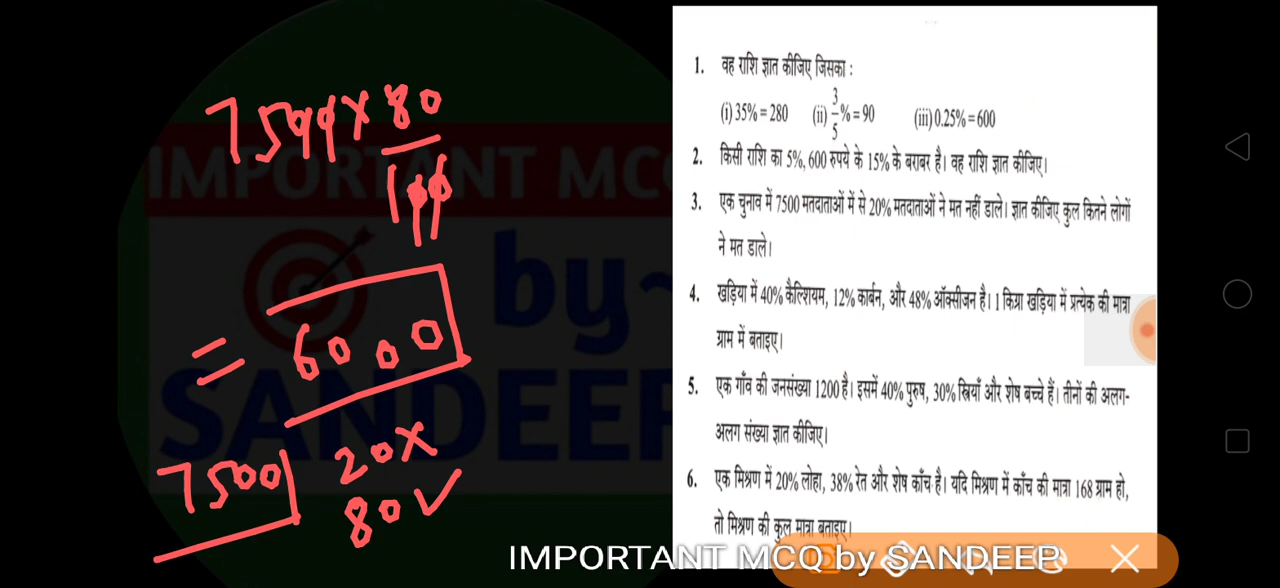 7500 × 80
100
= 6000
7500 20 ×
80 ✓
IMPORTANT MCQ
by~
SANDEEP
1. वह राशि ज्ञात कीजिए जिसका :
(i) 35% = 280 (ii) 3/5 % = 90 (iii) 0.25% = 600
2. किसी राशि का 5%, 600 रुपये के 15% के बराबर है। वह राशि ज्ञात कीजिए।
3. एक चुनाव में 7500 मतदाताओं में से 20% मतदाताओं ने मत नहीं डाले। ज्ञात कीजिए कुल कितने लोगों
ने मत डाले।
4. खड़िया में 40% कैल्शियम, 12% कार्बन, और 48% ऑक्सीजन है। 1 किग्रा खड़िया में प्रत्येक की मात्रा
ग्राम में बताइए।
5. एक गाँव की जनसंख्या 1200 है। इसमें 40% पुरुष, 30% स्त्रियाँ और शेष बच्चे हैं। तीनों की अलग-
अलग संख्या ज्ञात कीजिए।
6. एक मिश्रण में 20% लोहा, 38% रेत और शेष काँच है। यदि मिश्रण में काँच की मात्रा 168 ग्राम हो,
तो मिश्रण की कुल मात्रा बताइए।
IMPORTANT MCQ by SANDEEP